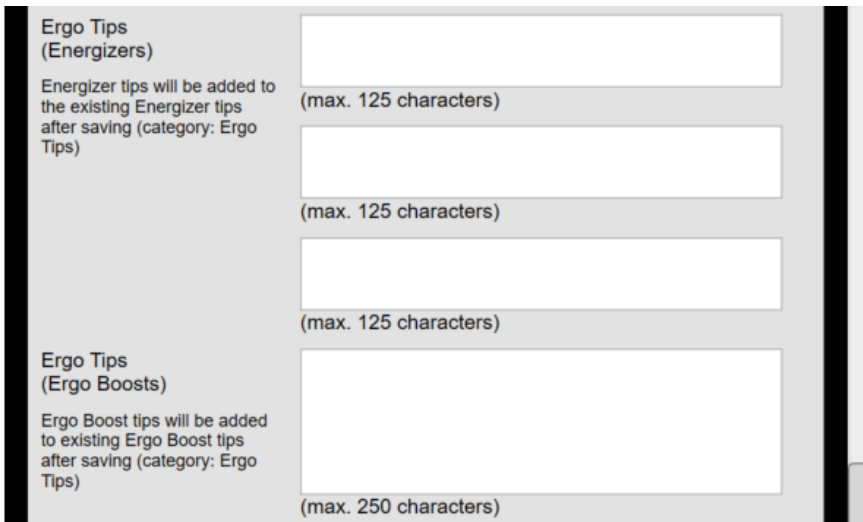 Ergo Tips
(Energizers)
Energizer tips will be added to
the existing Energizer tips
after saving (category: Ergo
Tips)
(max. 125 characters)
(max. 125 characters)
(max. 125 characters)
Ergo Tips
(Ergo Boosts)
Ergo Boost tips will be added
to existing Ergo Boost tips
after saving (category: Ergo
Tips)
(max. 250 characters)